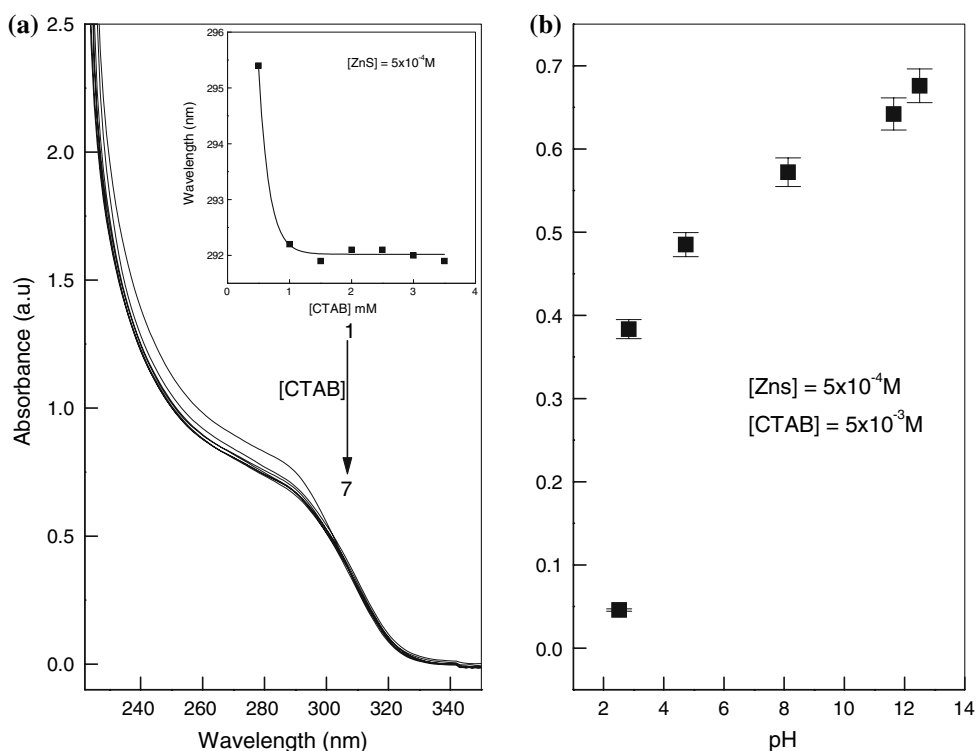 (a)
2.5
2.0
1.5
1.0
0.5
0.0
Absorbance (a.u)
240 260 280 300 320 340
Wavelength (nm)
296
295
294
293
292
Wavelength (nm)
[ZnS] = 5x10⁻⁴M
0 1 2 3 4
[CTAB] mM
1
[CTAB]
7
(b)
0.7
0.6
0.5
0.4
0.3
0.2
0.1
0.0
[Zns] = 5x10⁻⁴M
[CTAB] = 5x10⁻³M
2 4 6 8 10 12 14
pH